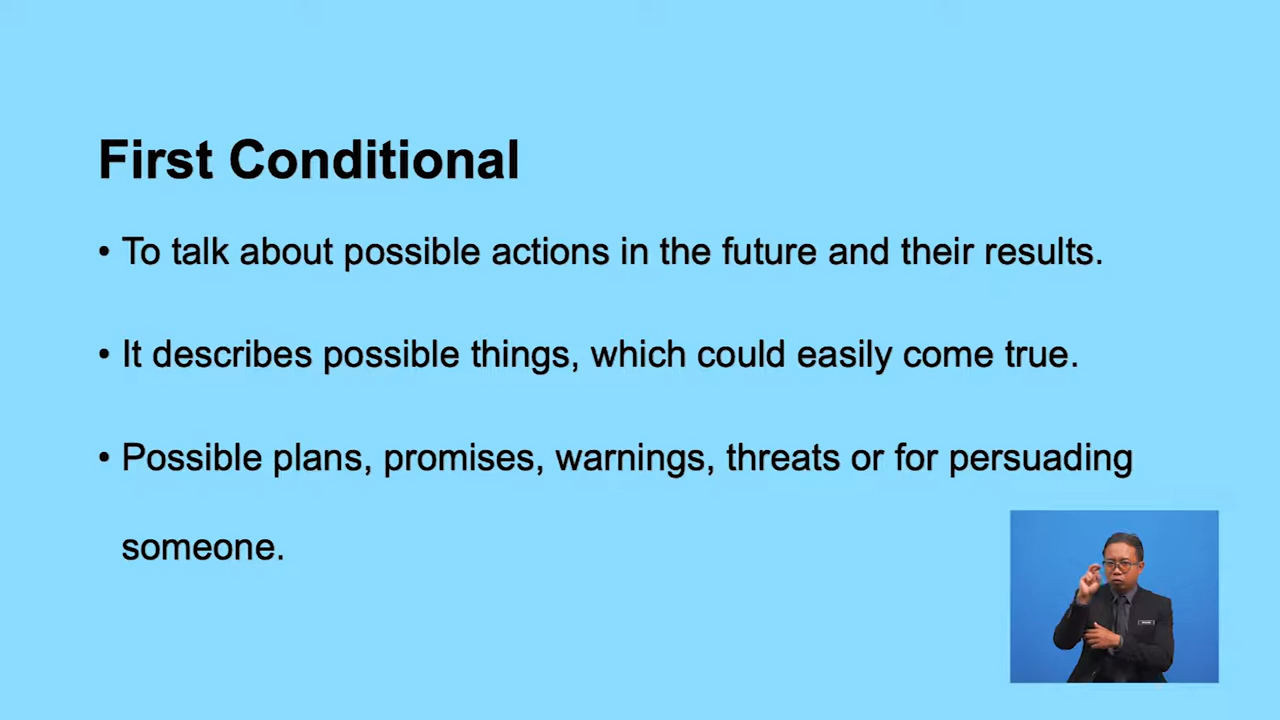 First Conditional
• To talk about possible actions in the future and their results.
• It describes possible things, which could easily come true.
• Possible plans, promises, warnings, threats or for persuading
someone.